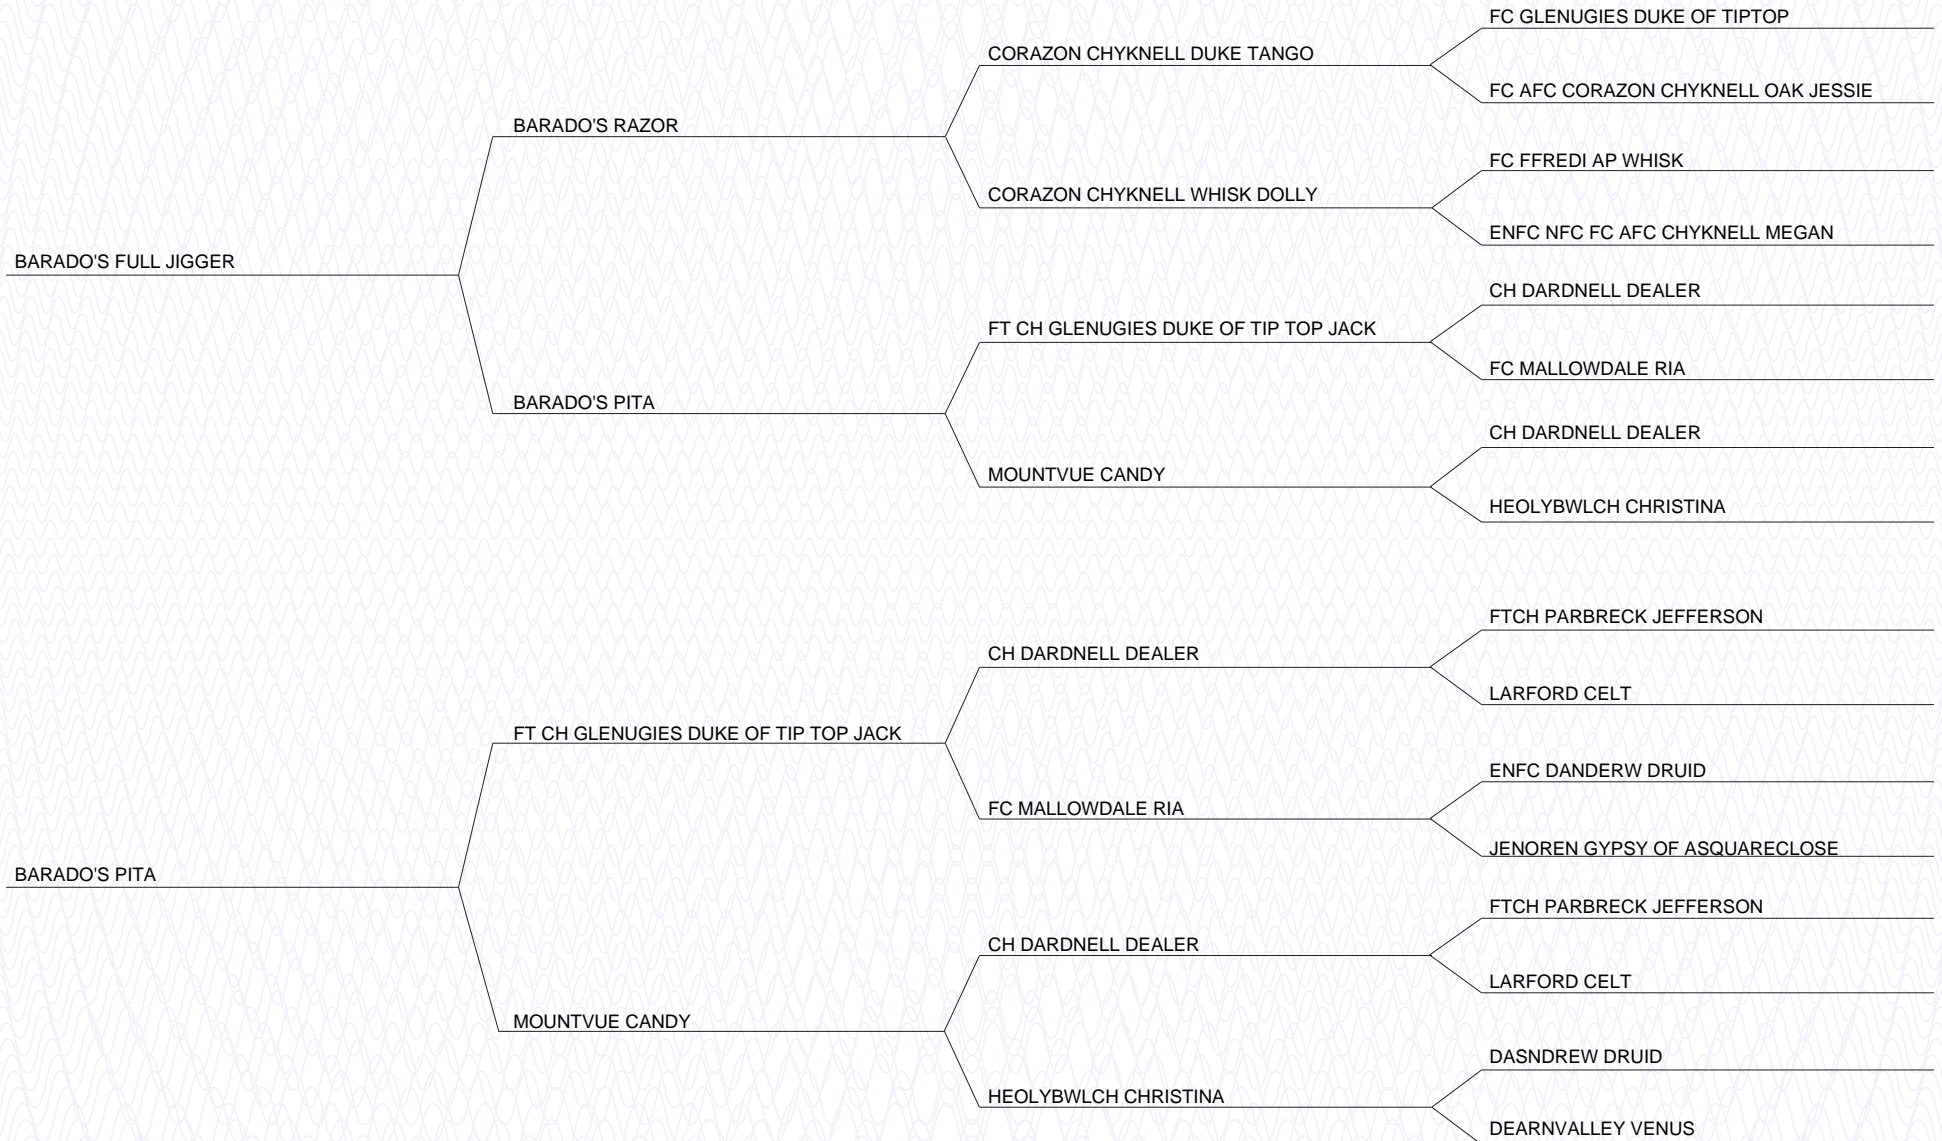 FC GLENUGIES DUKE OF TIPTOP
CORAZON CHYKNELL DUKE TANGO
FC AFC CORAZON CHYKNELL OAK JESSIE
BARADO'S RAZOR
FC FFREDI AP WHISK
CORAZON CHYKNELL WHISK DOLLY
ENFC NFC FC AFC CHYKNELL MEGAN
BARADO'S FULL JIGGER
CH DARDNELL DEALER
FT CH GLENUGIES DUKE OF TIP TOP JACK
FC MALLOWDALE RIA
BARADO'S PITA
CH DARDNELL DEALER
MOUNTVUE CANDY
HEOLYBWLCH CHRISTINA
FTCH PARBRECK JEFFERSON
CH DARDNELL DEALER
LARFORD CELT
FT CH GLENUGIES DUKE OF TIP TOP JACK
ENFC DANDERW DRUID
FC MALLOWDALE RIA
JENOREN GYPSY OF ASQUARECLOSE
BARADO'S PITA
FTCH PARBRECK JEFFERSON
CH DARDNELL DEALER
LARFORD CELT
MOUNTVUE CANDY
DASNDREW DRUID
HEOLYBWLCH CHRISTINA
DEARNVALLEY VENUS